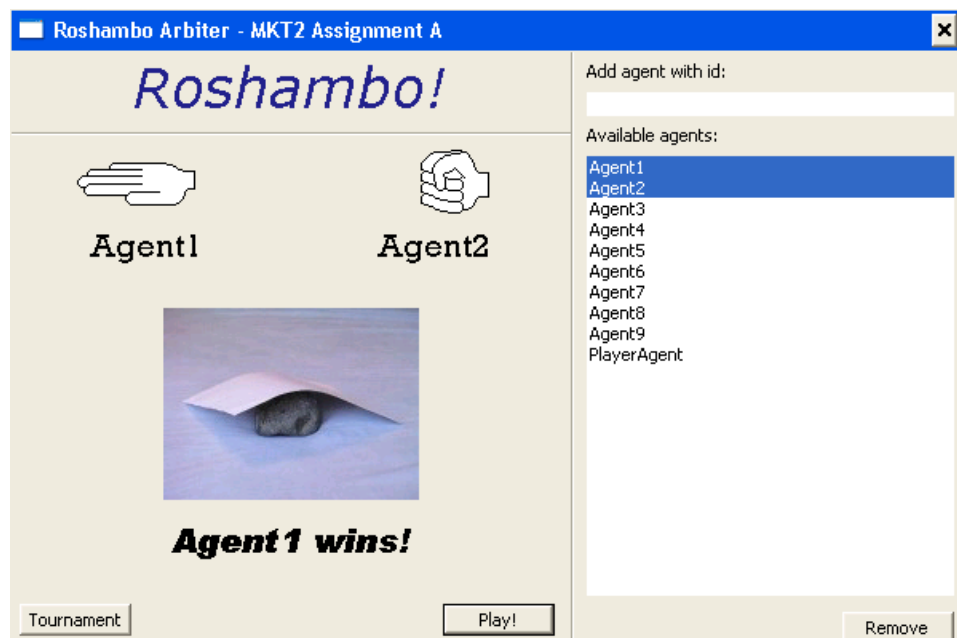 Roshambo Arbiter - MKT2 Assignment A
Roshambo!
Agent1
Agent2
Agent1 wins!
Tournament
Play!
Add agent with id:
Available agents:
Agent1
Agent2
Agent3
Agent4
Agent5
Agent6
Agent7
Agent8
Agent9
PlayerAgent
Remove